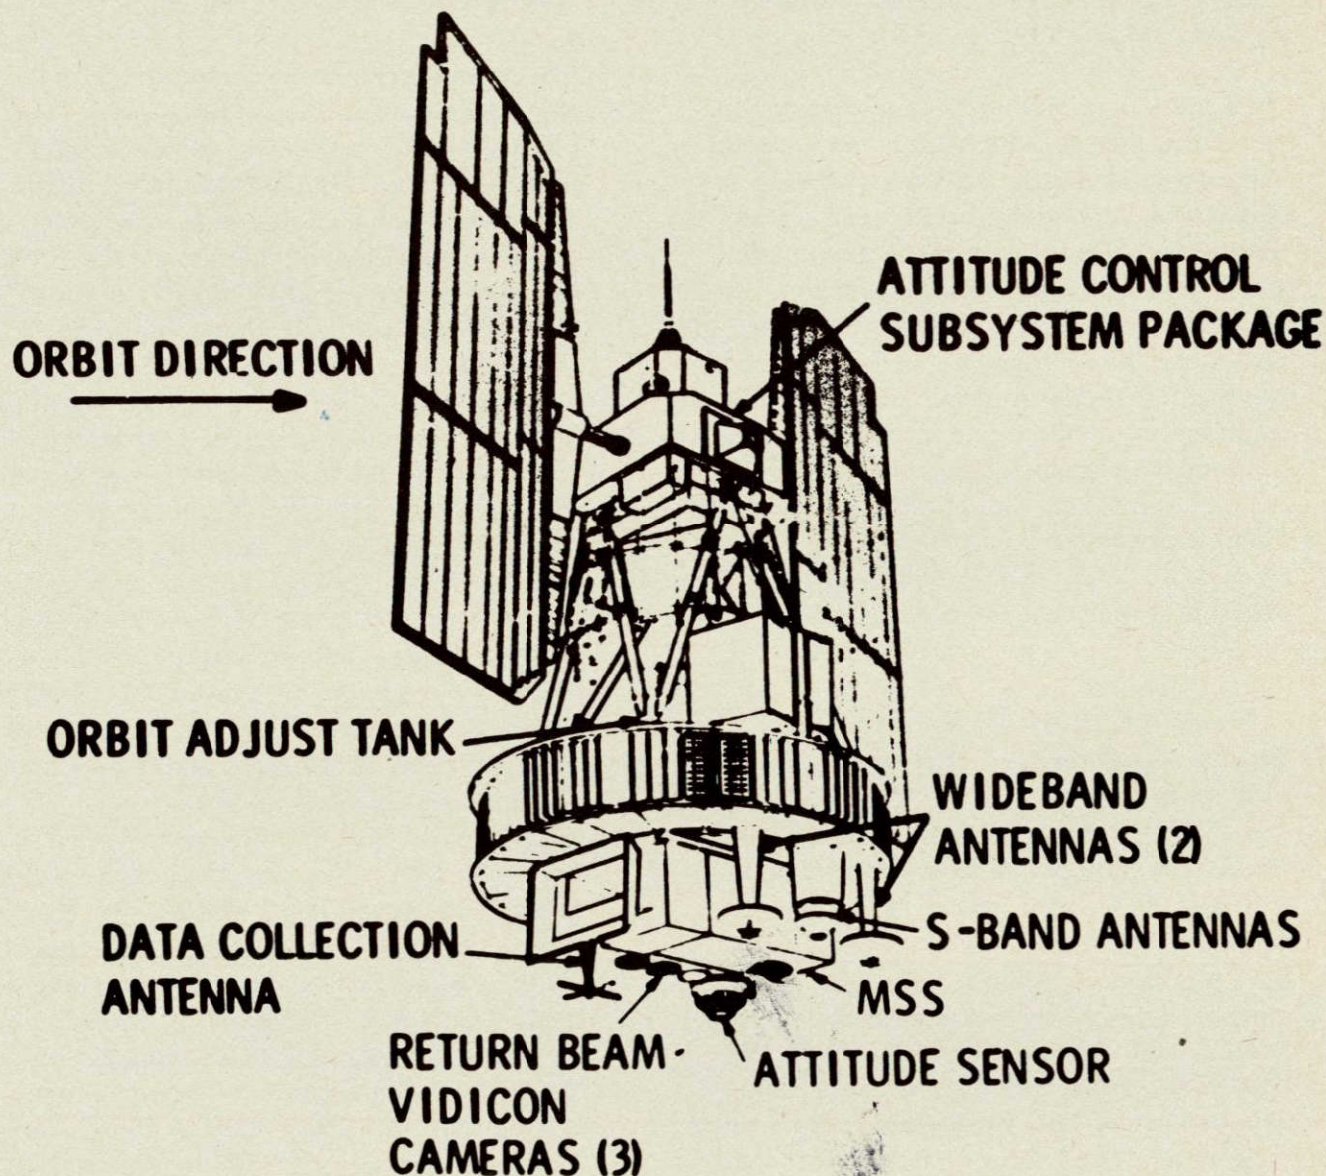 ATTITUDE CONTROL
SUBSYSTEM PACKAGE
ORBIT DIRECTION
ORBIT ADJUST TANK
WIDEBAND
ANTENNAS (2)
S-BAND ANTENNAS
DATA COLLECTION
ANTENNA
MSS
RETURN BEAM
VIDICON
CAMERAS (3)
ATTITUDE SENSOR